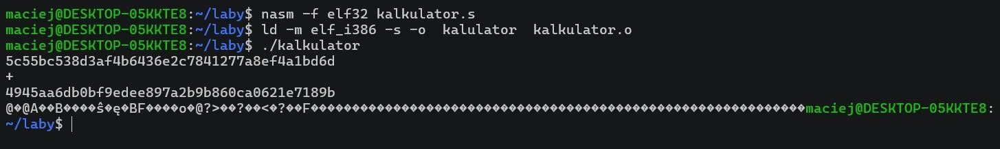 maciej@DESKTOP-05KKTE8:~/laby$ nasm -f elf32 kalkulator.s
maciej@DESKTOP-05KKTE8:~/laby$ ld -m elf_i386 -s -o  kalulator  kalkulator.o
maciej@DESKTOP-05KKTE8:~/laby$ ./kalkulator
5c55bc538d3af4b6436e2c7841277a8ef4a1bd6d
+
4945aa6db0bf9edee897a2b9b860ca0621e7189b
@�@A��B����ŝ�ę�BF����o�@?>��?��<�?��F������������������������������������������������������������maciej@DESKTOP-05KKTE8:
~/laby$